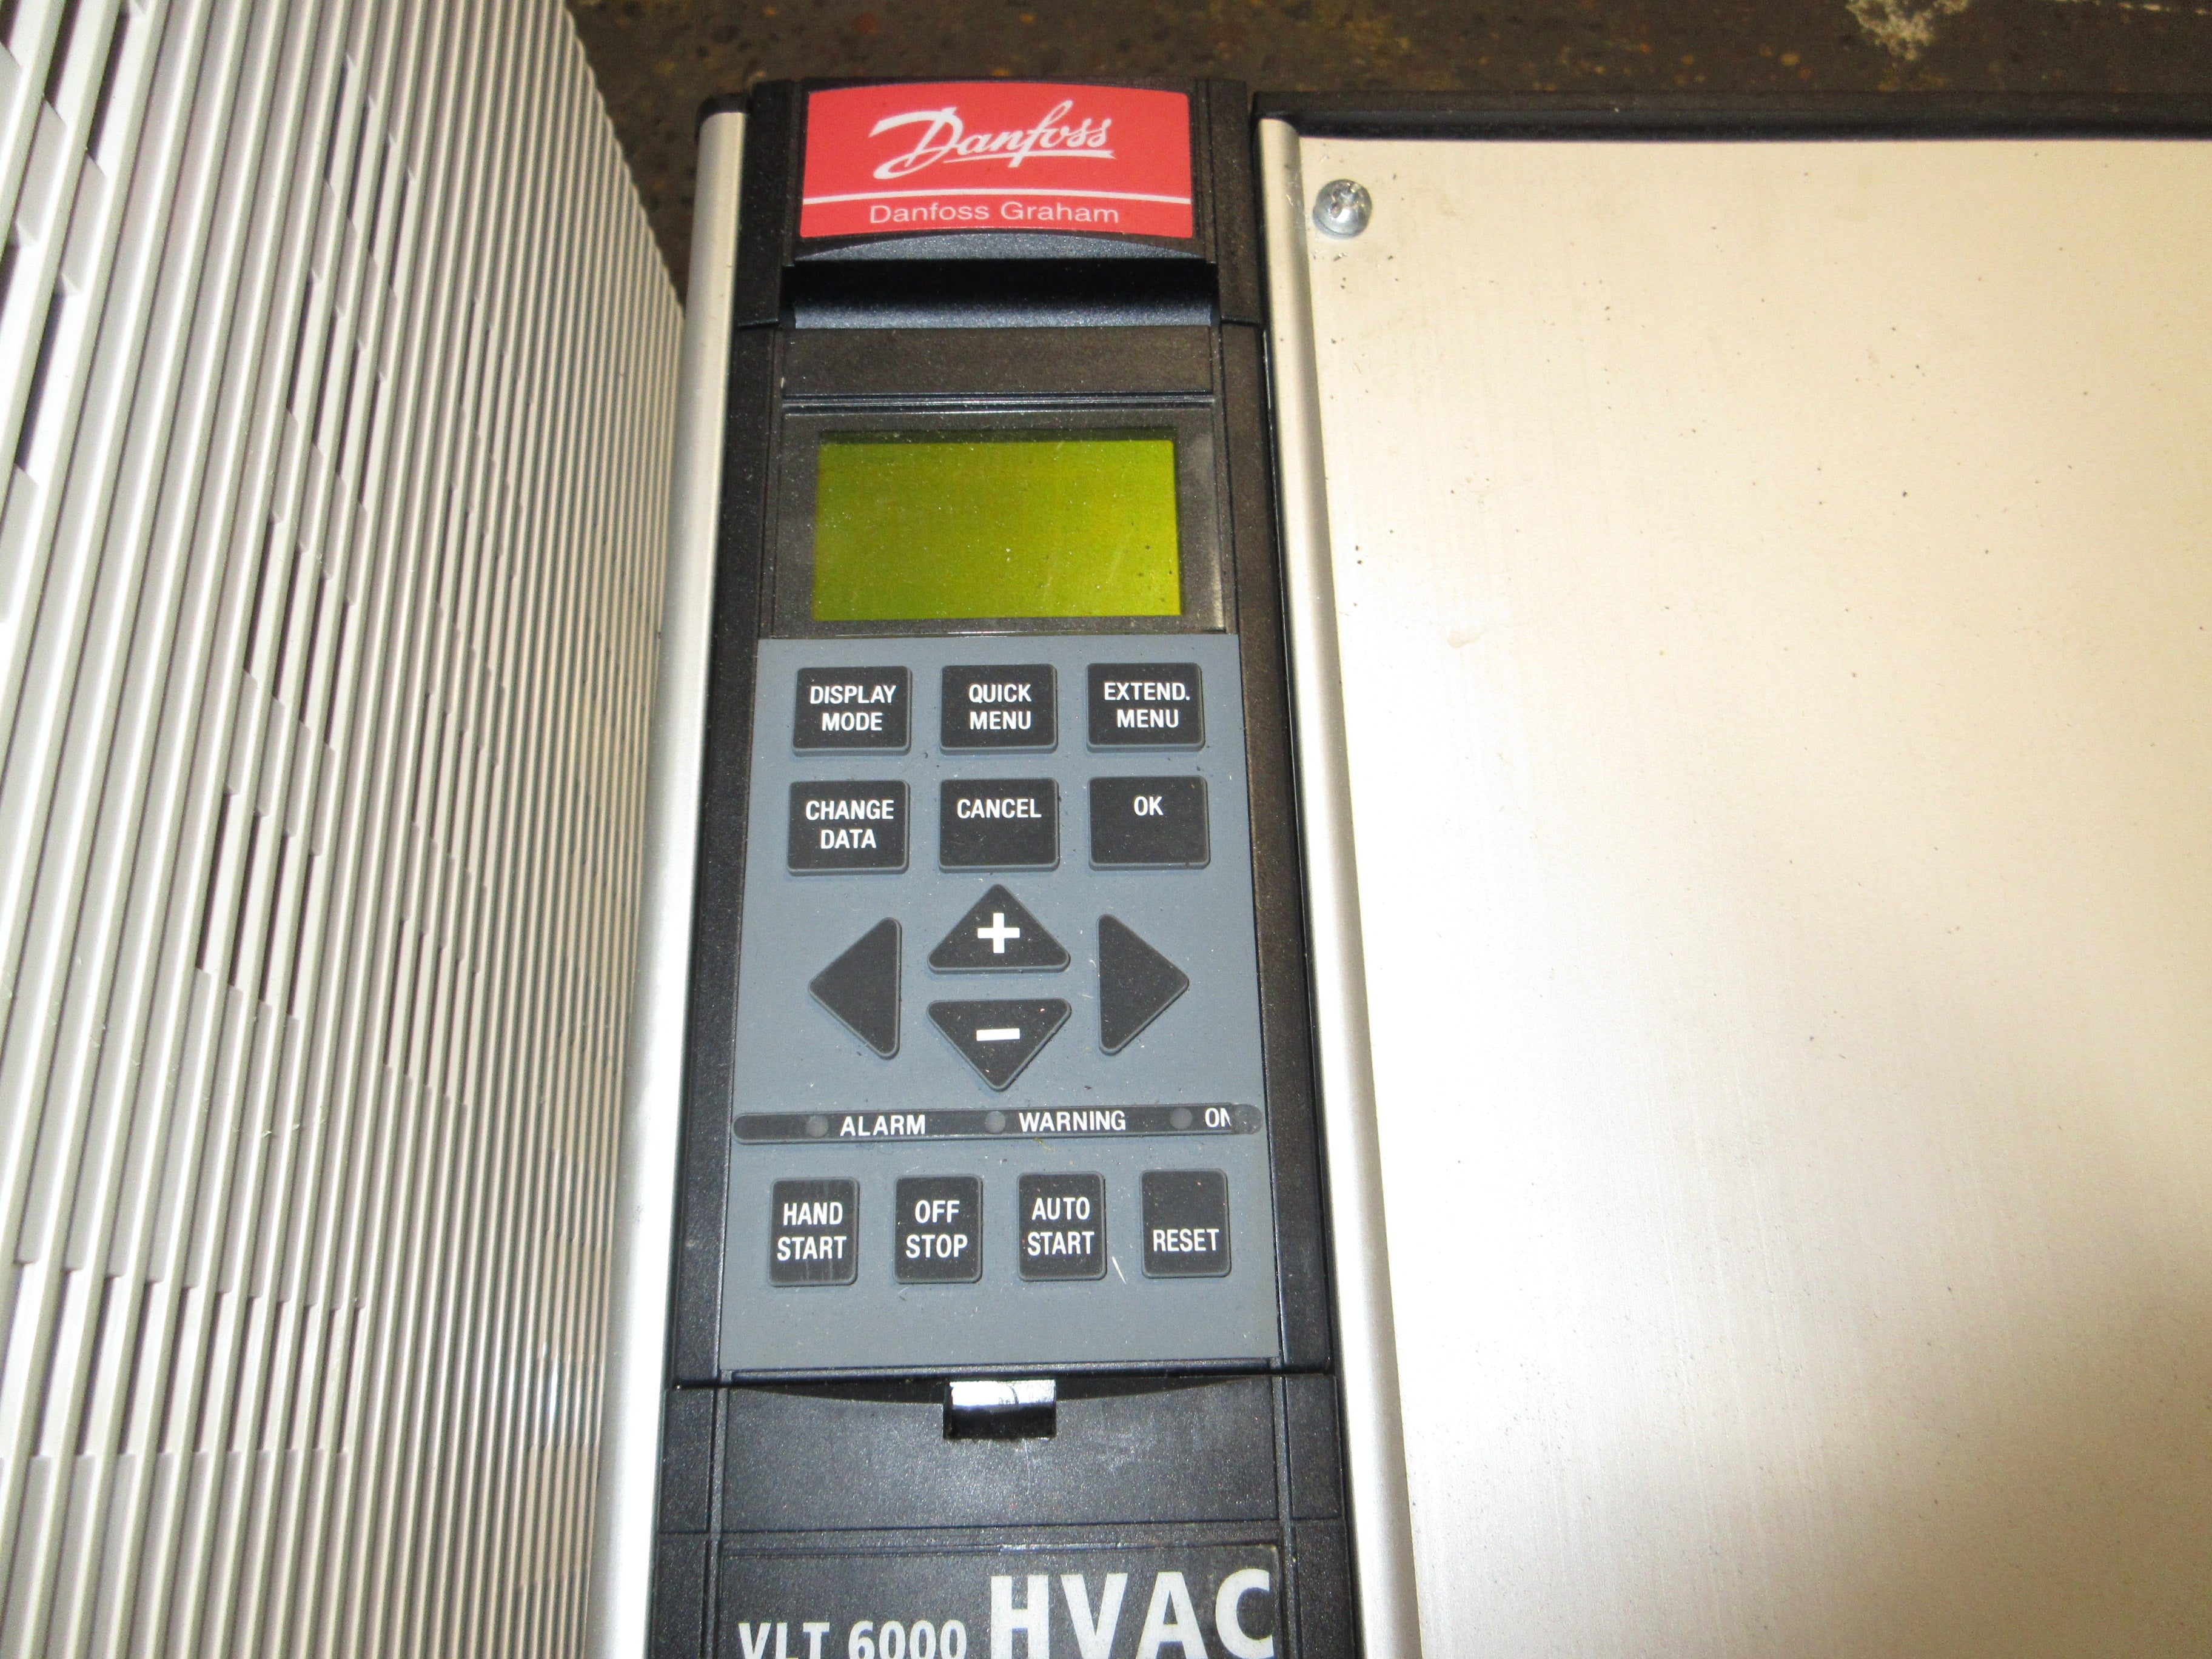 Danfoss
Danfoss Graham
DISPLAY MODE
QUICK MENU
EXTEND. MENU
CHANGE DATA
CANCEL
OK
+
−
ALARM WARNING ON
HAND START
OFF STOP
AUTO START
RESET
VLT 6000 HVAC